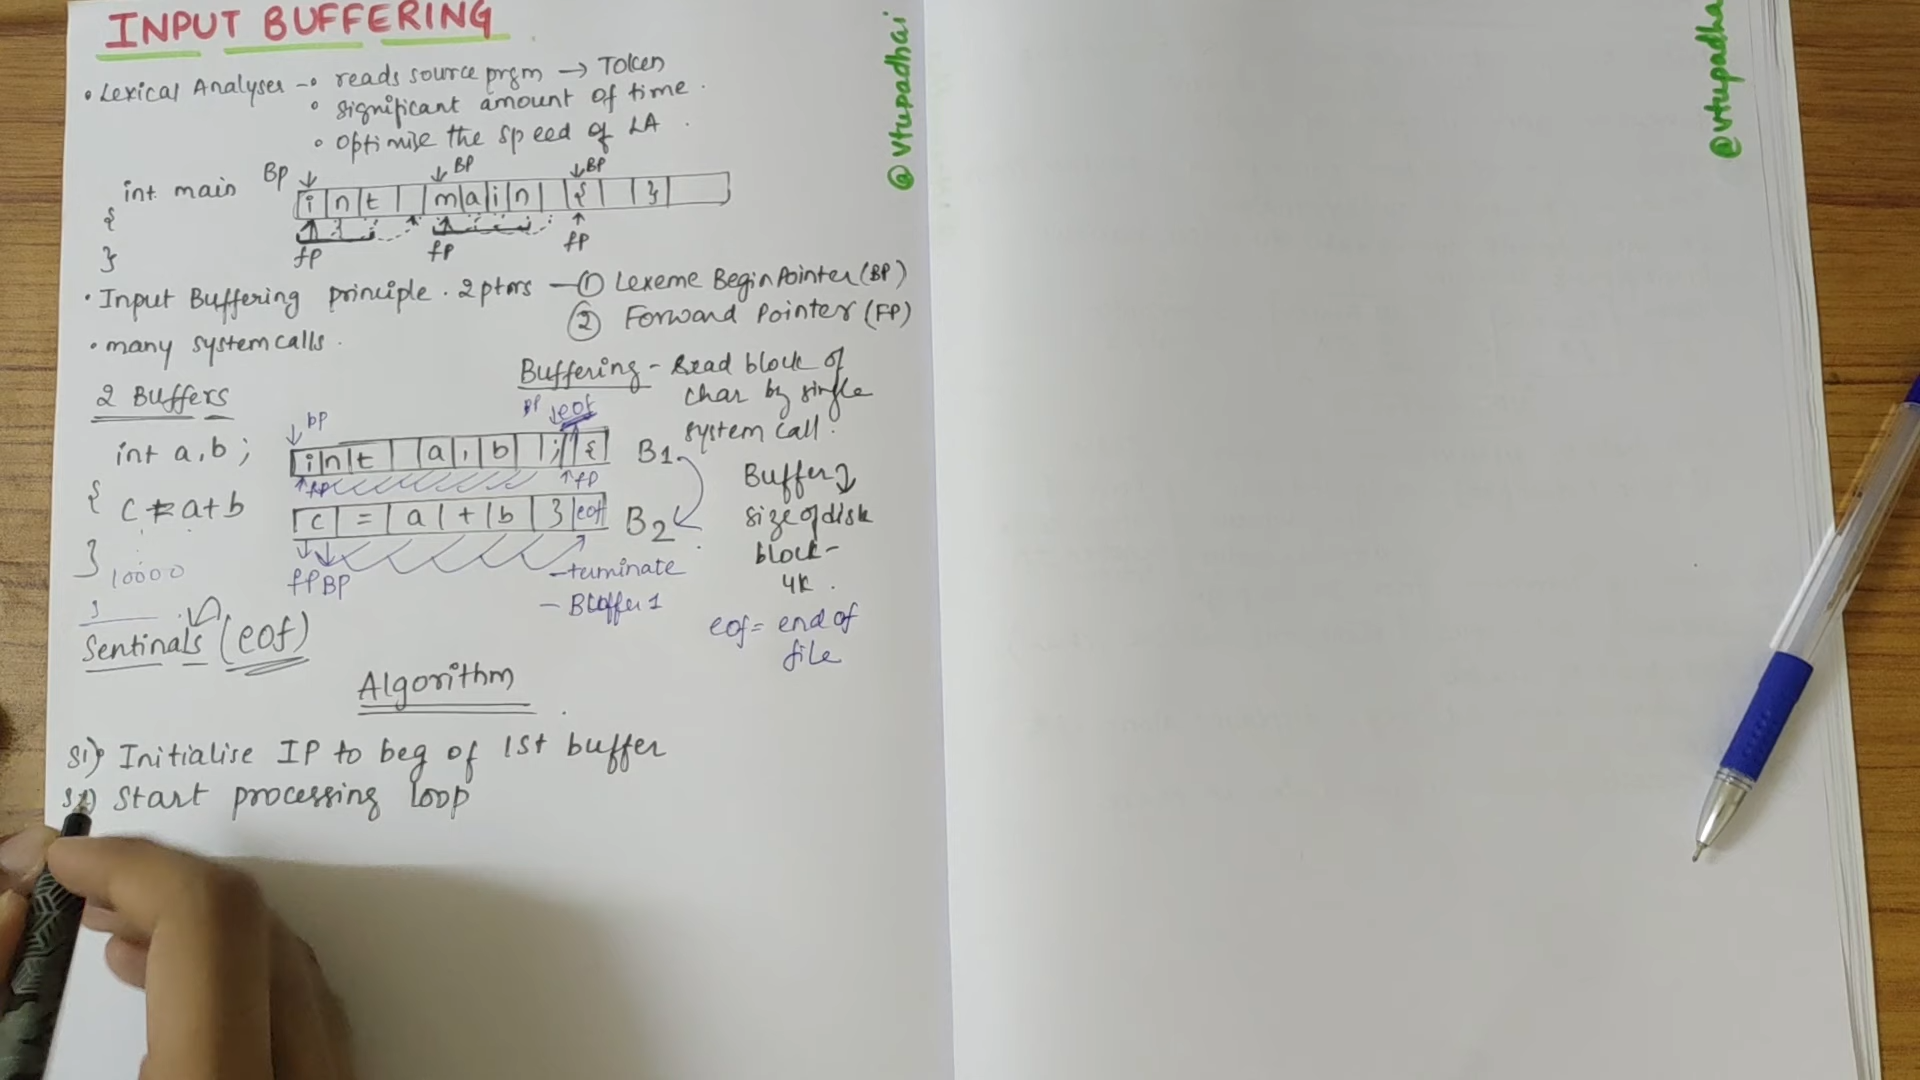 INPUT BUFFERING
@vtupadhai
@vtupadha
• Lexical Analyser – • reads source prgm → Token
• significant amount of time.
• optimise the speed of LA.
int main
{
}
BP BP BP
i n t m a i n { }
fP fP fP
• Input Buffering principle. 2 ptrs – ① Lexeme Begin Pointer (BP)
② Forward Pointer (FP)
• many system calls.
Buffering – Read block of
char by single
system call.
2 Buffers
int a, b ;
{ c = a + b
}
10000
bP BP eof
i n t a , b ; { B1
fP fP
c = a + b } eof B2
fP BP
– terminate
– Buffer 1
Buffer
size of disk
block –
4K.
eof = end of
file
Sentinals (eof)
Algorithm
S1) Initialise IP to beg of 1st buffer
Start processing loop